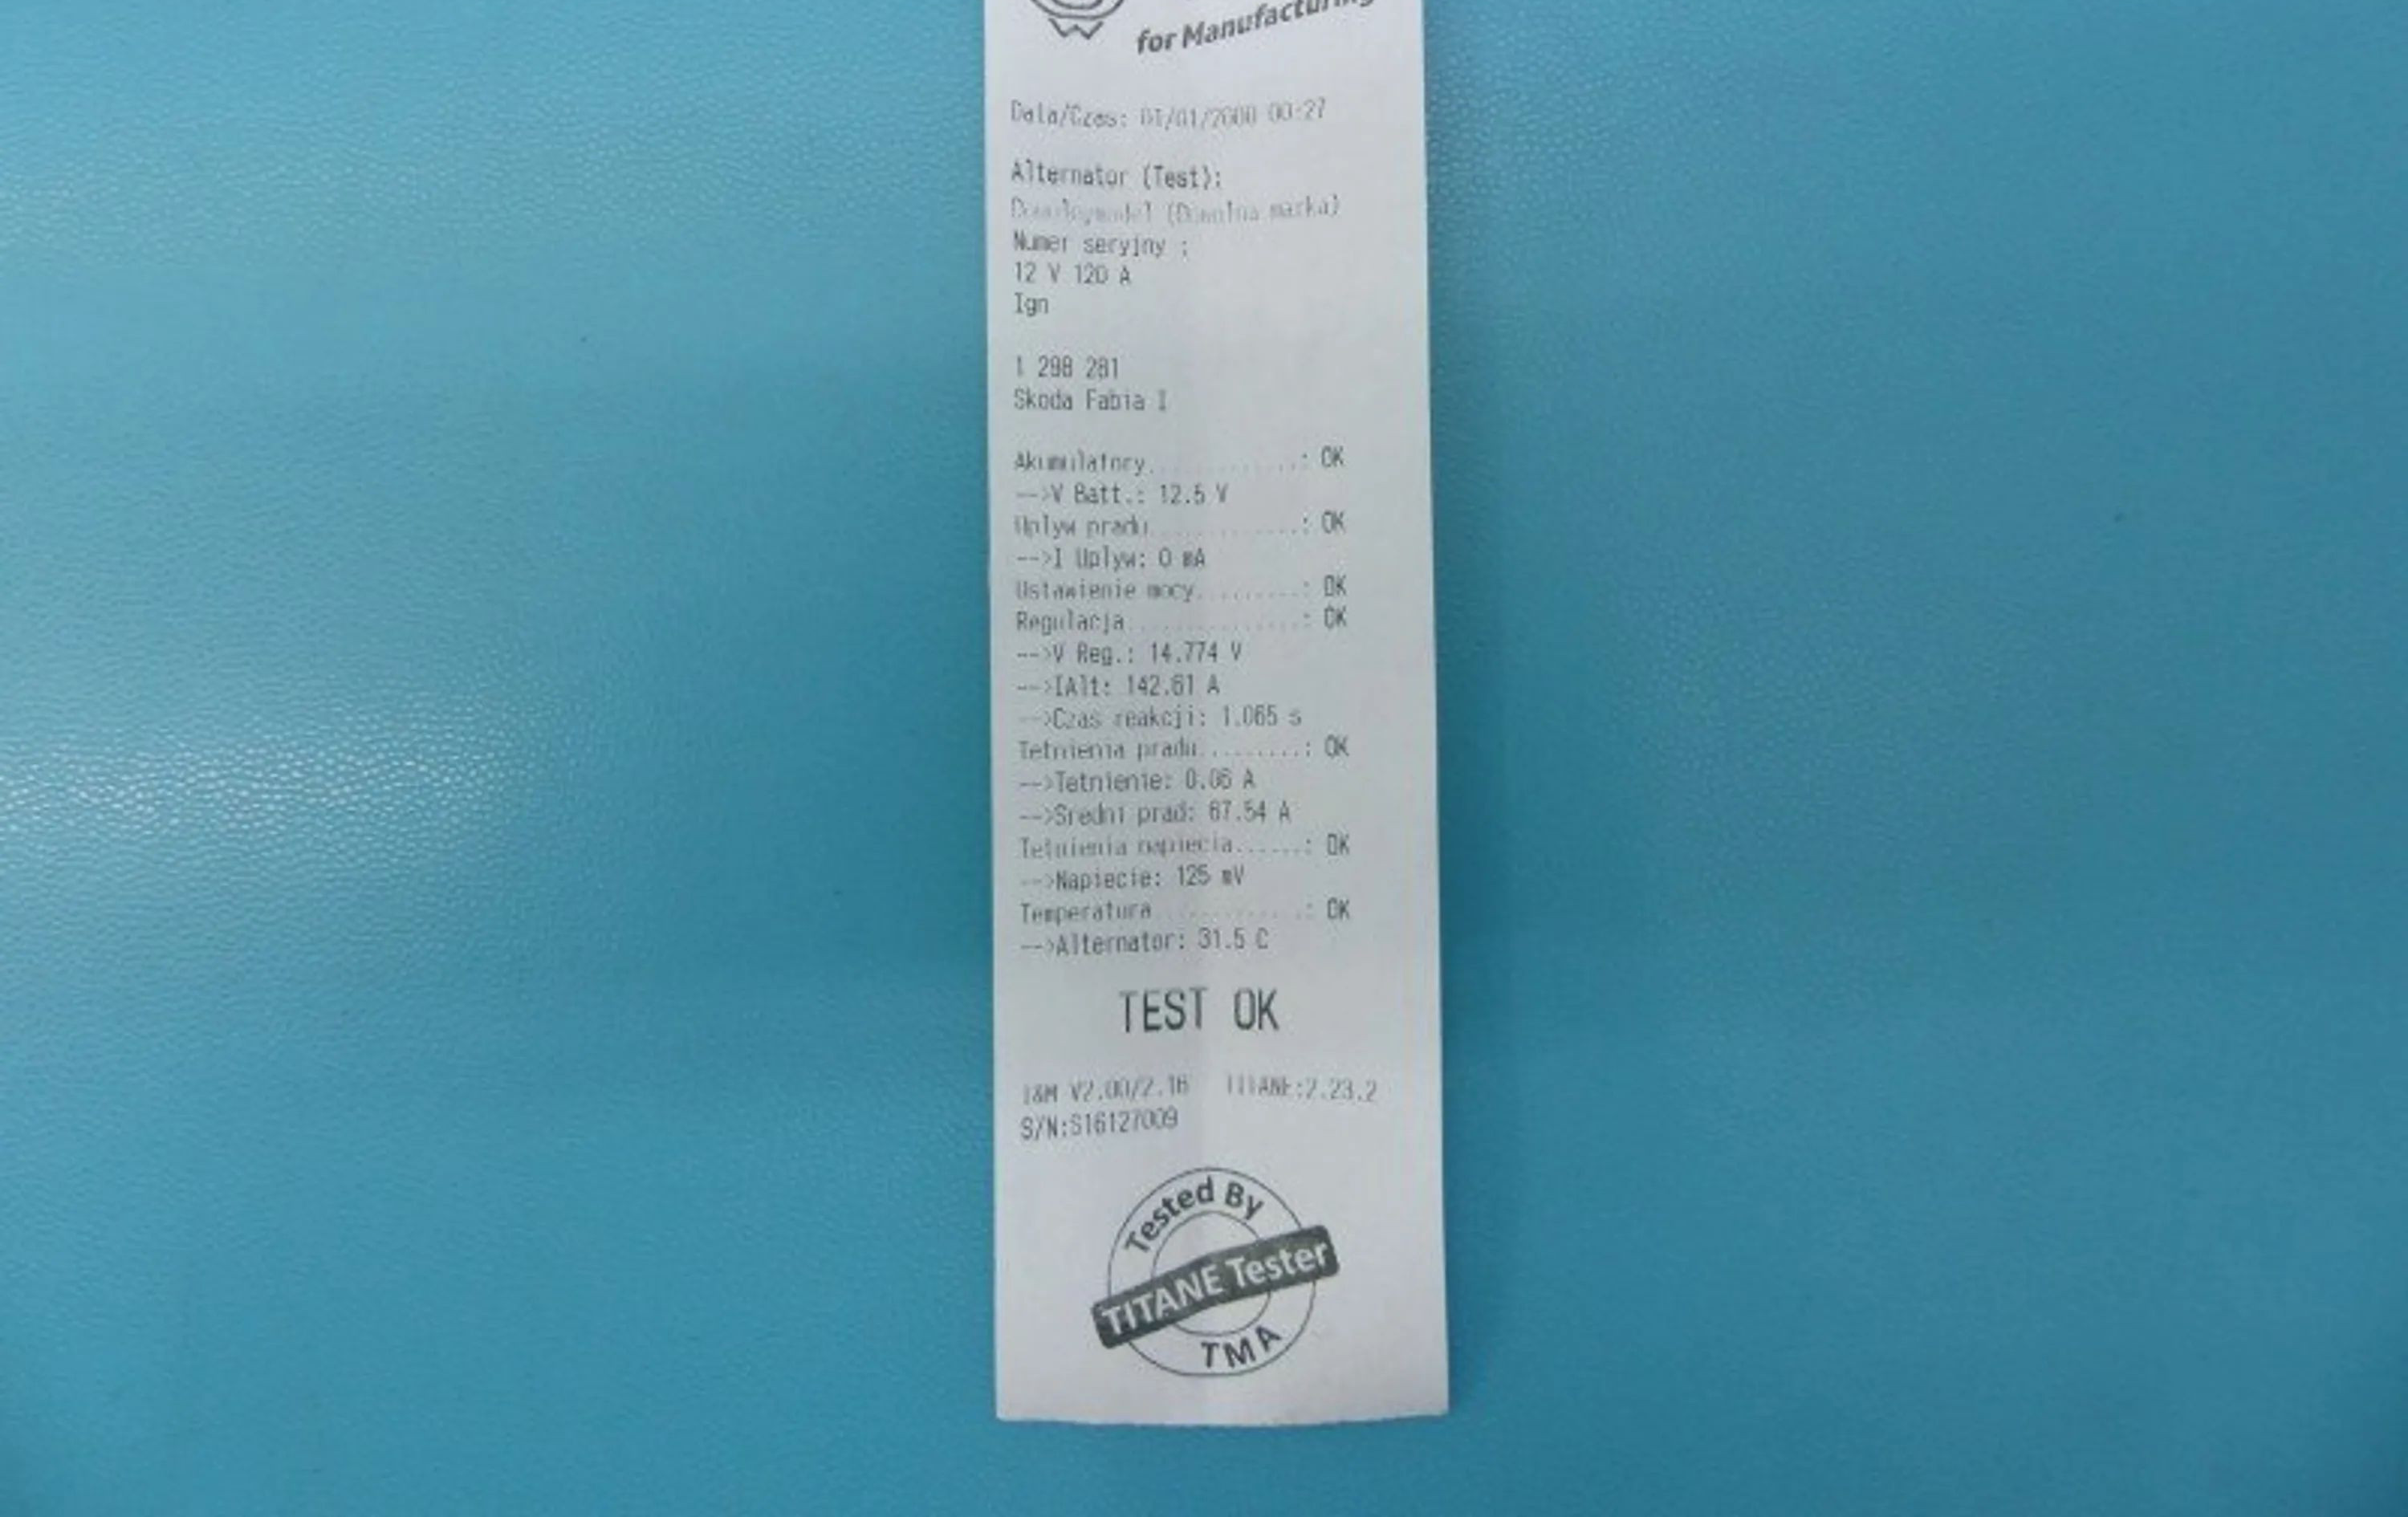 for Manufacturing
Data/Czas: 01/01/2000 00:27
Alternator (Test):
(Dowolna marka)
Numer seryjny :
12 V 120 A
Ign
1 298 281
Skoda Fabia I
Akumulatory.............: OK
-->V Batt.: 12.5 V
Uplyw pradu.............: OK
-->I Uplyw: 0 mA
Ustawienie mocy.........: OK
Regulacja...............: OK
-->V Reg.: 14.774 V
-->IAlt: 142.61 A
-->Czas reakcji: 1.065 s
Tetnienia pradu.........: OK
-->Tetnienie: 0.06 A
-->Sredni prad: 67.54 A
Tetnienia napiecia......: OK
-->Napiecie: 125 mV
Temperatura.............: OK
-->Alternator: 31.5 C
TEST OK
I&M V2.00/2.16 TITANE:2.23.2
S/N:S16127009
Tested By
TITANE Tester
TMA